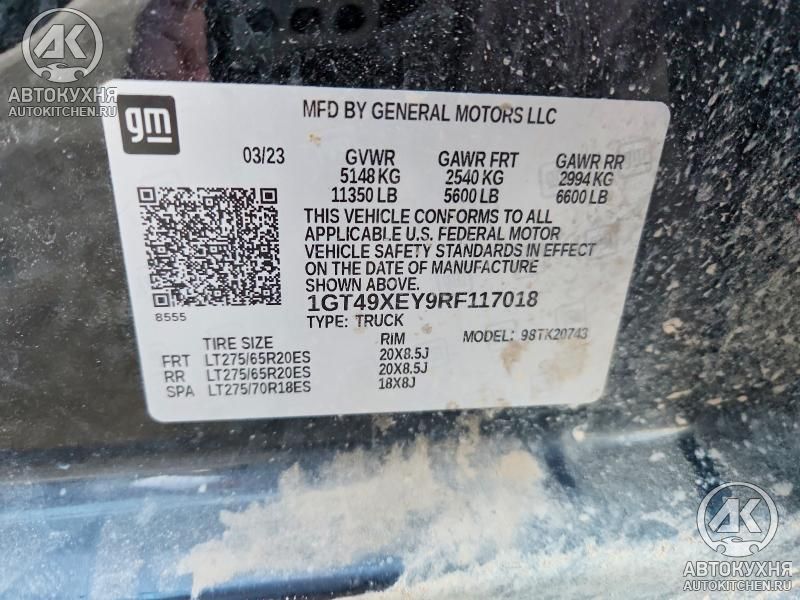 AK
АВТОКУХНЯ
AUTOKITCHEN.RU
gm
MFD BY GENERAL MOTORS LLC
03/23 GVWR GAWR FRT GAWR RR
5148 KG 2540 KG 2994 KG
11350 LB 5600 LB 6600 LB
THIS VEHICLE CONFORMS TO ALL
APPLICABLE U.S. FEDERAL MOTOR
VEHICLE SAFETY STANDARDS IN EFFECT
ON THE DATE OF MANUFACTURE
SHOWN ABOVE.
8555
1GT49XEY9RF117018
TYPE: TRUCK MODEL: 98TK20743
TIRE SIZE RIM
FRT LT275/65R20ES 20X8.5J
RR LT275/65R20ES 20X8.5J
SPA LT275/70R18ES 18X8J
AK
АВТОКУХНЯ
AUTOKITCHEN.RU